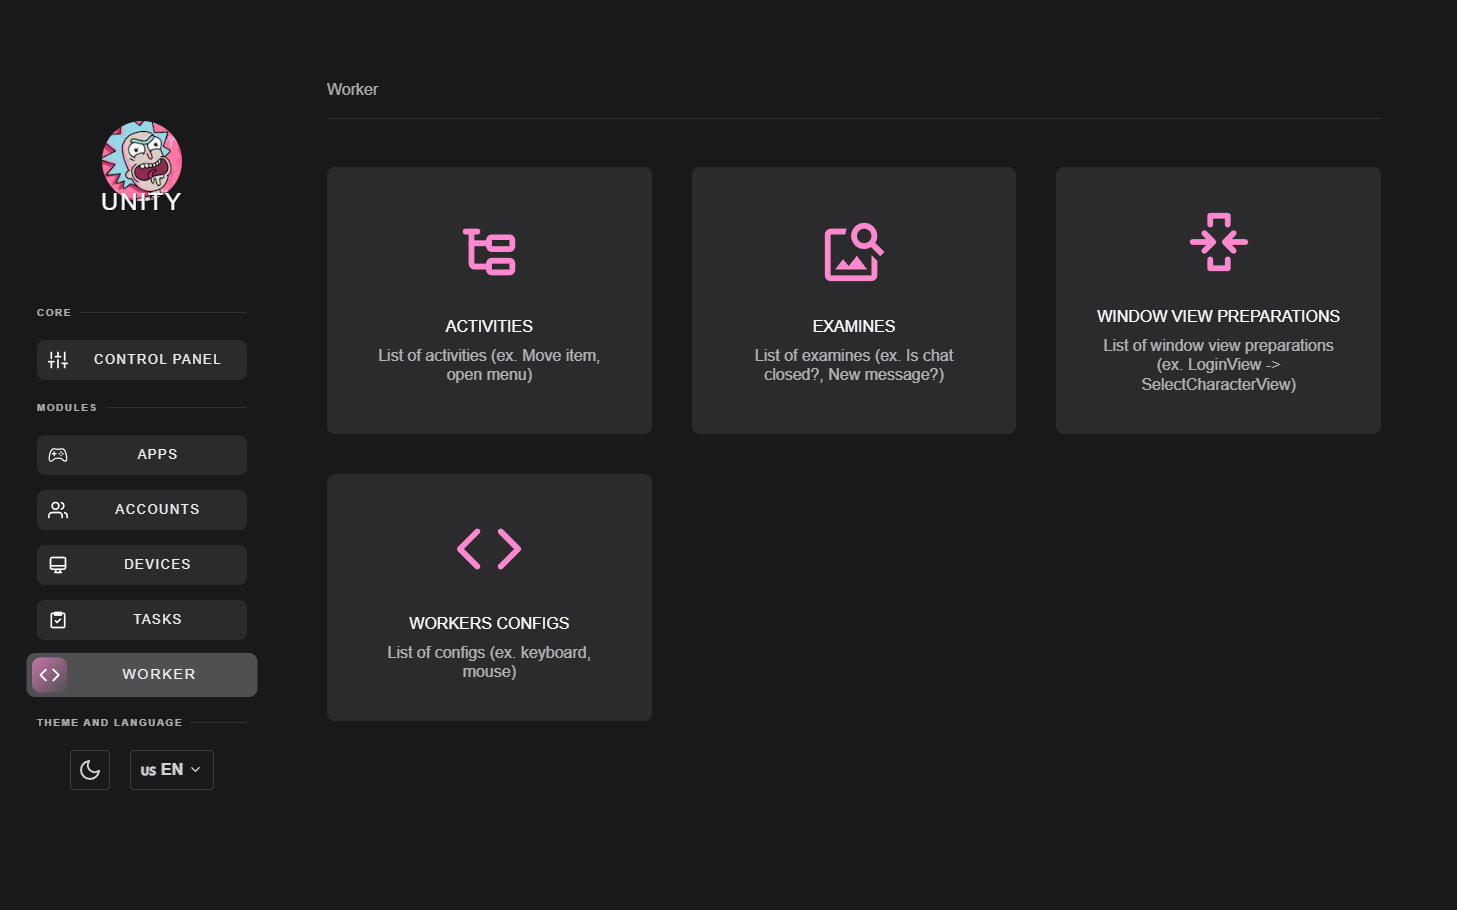 UNITY
CORE
CONTROL PANEL
MODULES
APPS
ACCOUNTS
DEVICES
TASKS
WORKER
THEME AND LANGUAGE
US EN
Worker
ACTIVITIES
List of activities (ex. Move item,
open menu)
EXAMINES
List of examines (ex. Is chat
closed?, New message?)
WINDOW VIEW PREPARATIONS
List of window view preparations
(ex. LoginView ->
SelectCharacterView)
WORKERS CONFIGS
List of configs (ex. keyboard,
mouse)